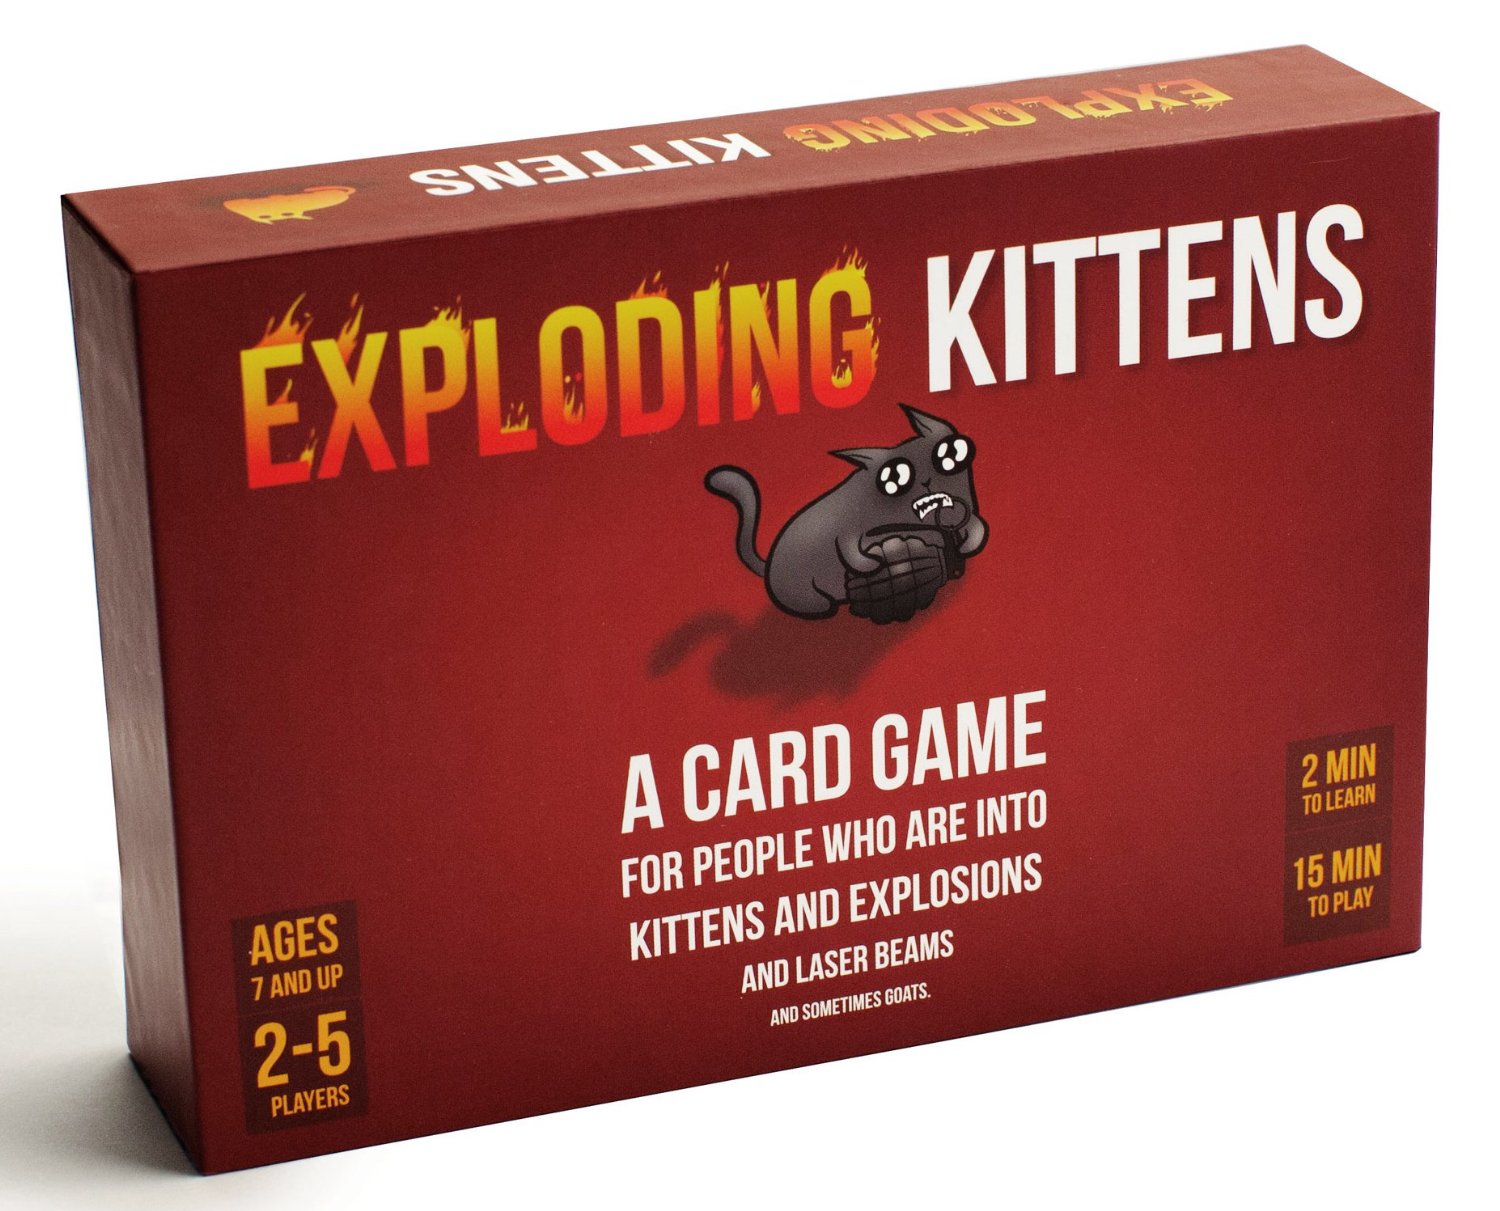 EXPLODING KITTENS
EXPLODING KITTENS
A CARD GAME
FOR PEOPLE WHO ARE INTO
KITTENS AND EXPLOSIONS
AND LASER BEAMS
AND SOMETIMES GOATS.
AGES
7 AND UP
2-5
PLAYERS
2 MIN
TO LEARN
15 MIN
TO PLAY